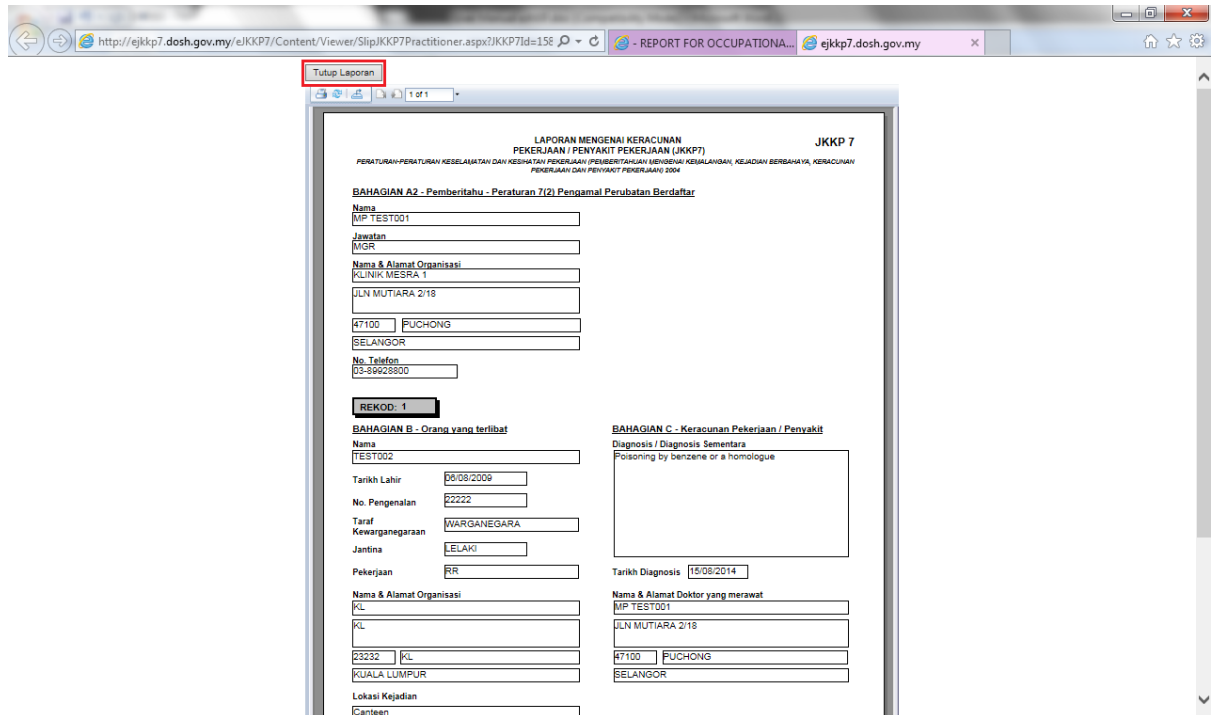 http://ejkkp7.dosh.gov.my/eJKKP7/Content/Viewer/SlipJKKP7Practitioner.aspx?JKKP7Id=158
- REPORT FOR OCCUPATIONA...
ejkkp7.dosh.gov.my
Tutup Laporan
1 of 1
LAPORAN MENGENAI KERACUNAN
PEKERJAAN / PENYAKIT PEKERJAAN (JKKP7)
JKKP 7
PERATURAN-PERATURAN KESELAMATAN DAN KESIHATAN PEKERJAAN (PEMBERITAHUAN MENGENAI KEMALANGAN, KEJADIAN BERBAHAYA, KERACUNAN
PEKERJAAN DAN PENYAKIT PEKERJAAN) 2004
BAHAGIAN A2 - Pemberitahu - Peraturan 7(2) Pengamal Perubatan Berdaftar
Nama
MP TEST001
Jawatan
MGR
Nama & Alamat Organisasi
KLINIK MESRA 1
JLN MUTIARA 2/18
47100 PUCHONG
SELANGOR
No. Telefon
03-89928800
REKOD: 1
BAHAGIAN B - Orang yang terlibat
Nama
TEST002
Tarikh Lahir 06/08/2009
No. Pengenalan 22222
Taraf
Kewarganegaraan WARGANEGARA
Jantina LELAKI
Pekerjaan RR
Nama & Alamat Organisasi
KL
KL
23232 KL
KUALA LUMPUR
Lokasi Kejadian
Canteen
BAHAGIAN C - Keracunan Pekerjaan / Penyakit
Diagnosis / Diagnosis Sementara
Poisoning by benzene or a homologue
Tarikh Diagnosis 15/08/2014
Nama & Alamat Doktor yang merawat
MP TEST001
JLN MUTIARA 2/18
47100 PUCHONG
SELANGOR